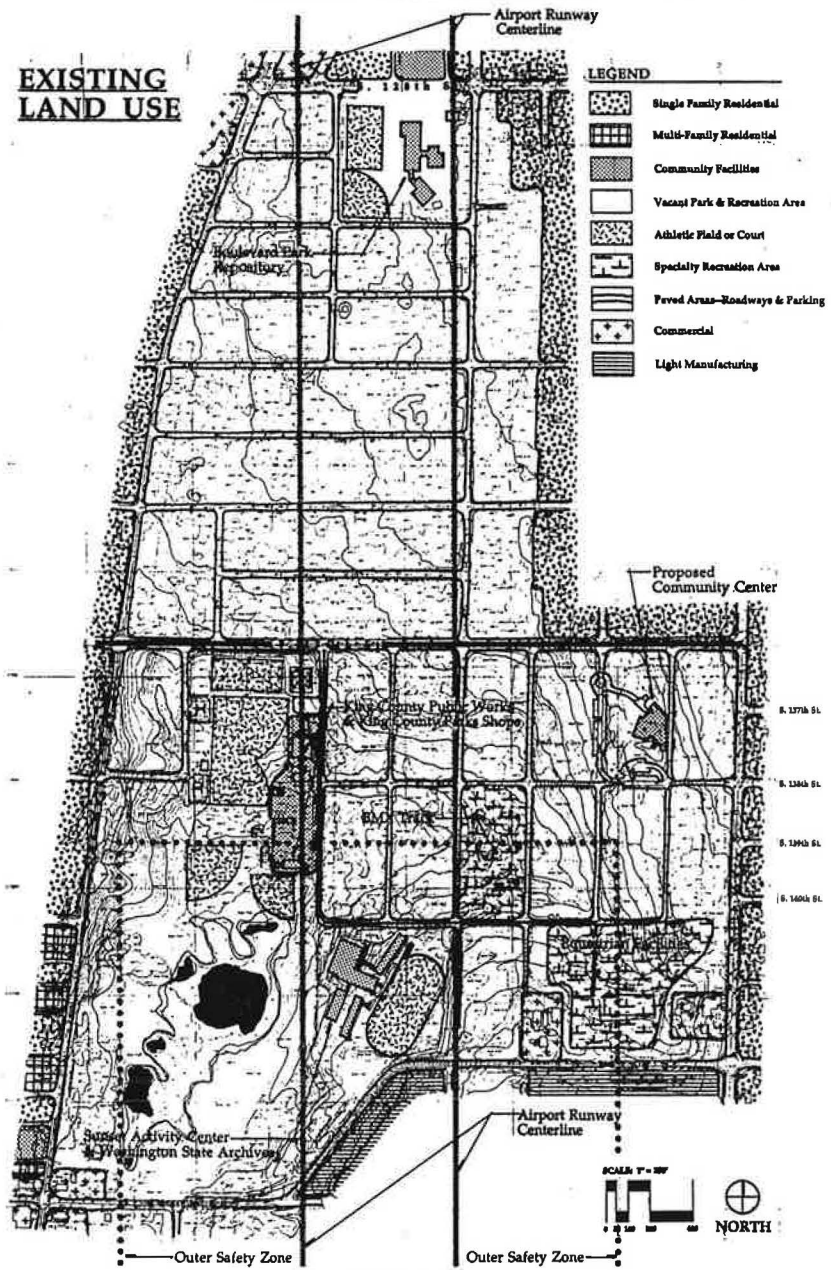 Airport Runway
Centerline
EXISTING
LAND USE
S. 128th S
LEGEND
Single Family Residential
Multi-Family Residential
Community Facilities
Vacant Park & Recreation Area
Athletic Field or Court
Specialty Recreation Area
Paved Areas—Roadways & Parking
Commercial
Light Manufacturing
Boulevard Park
Repository
Proposed
Community Center
King County Public Works
& King County Parks Shops
S. 137th St.
S. 138th St.
BMX Track
S. 139th St.
S. 140th St.
Equestrian Facilities
Sunset Activity Center
& Washington State Archives
Airport Runway
Centerline
NORTH
Outer Safety Zone
Outer Safety Zone